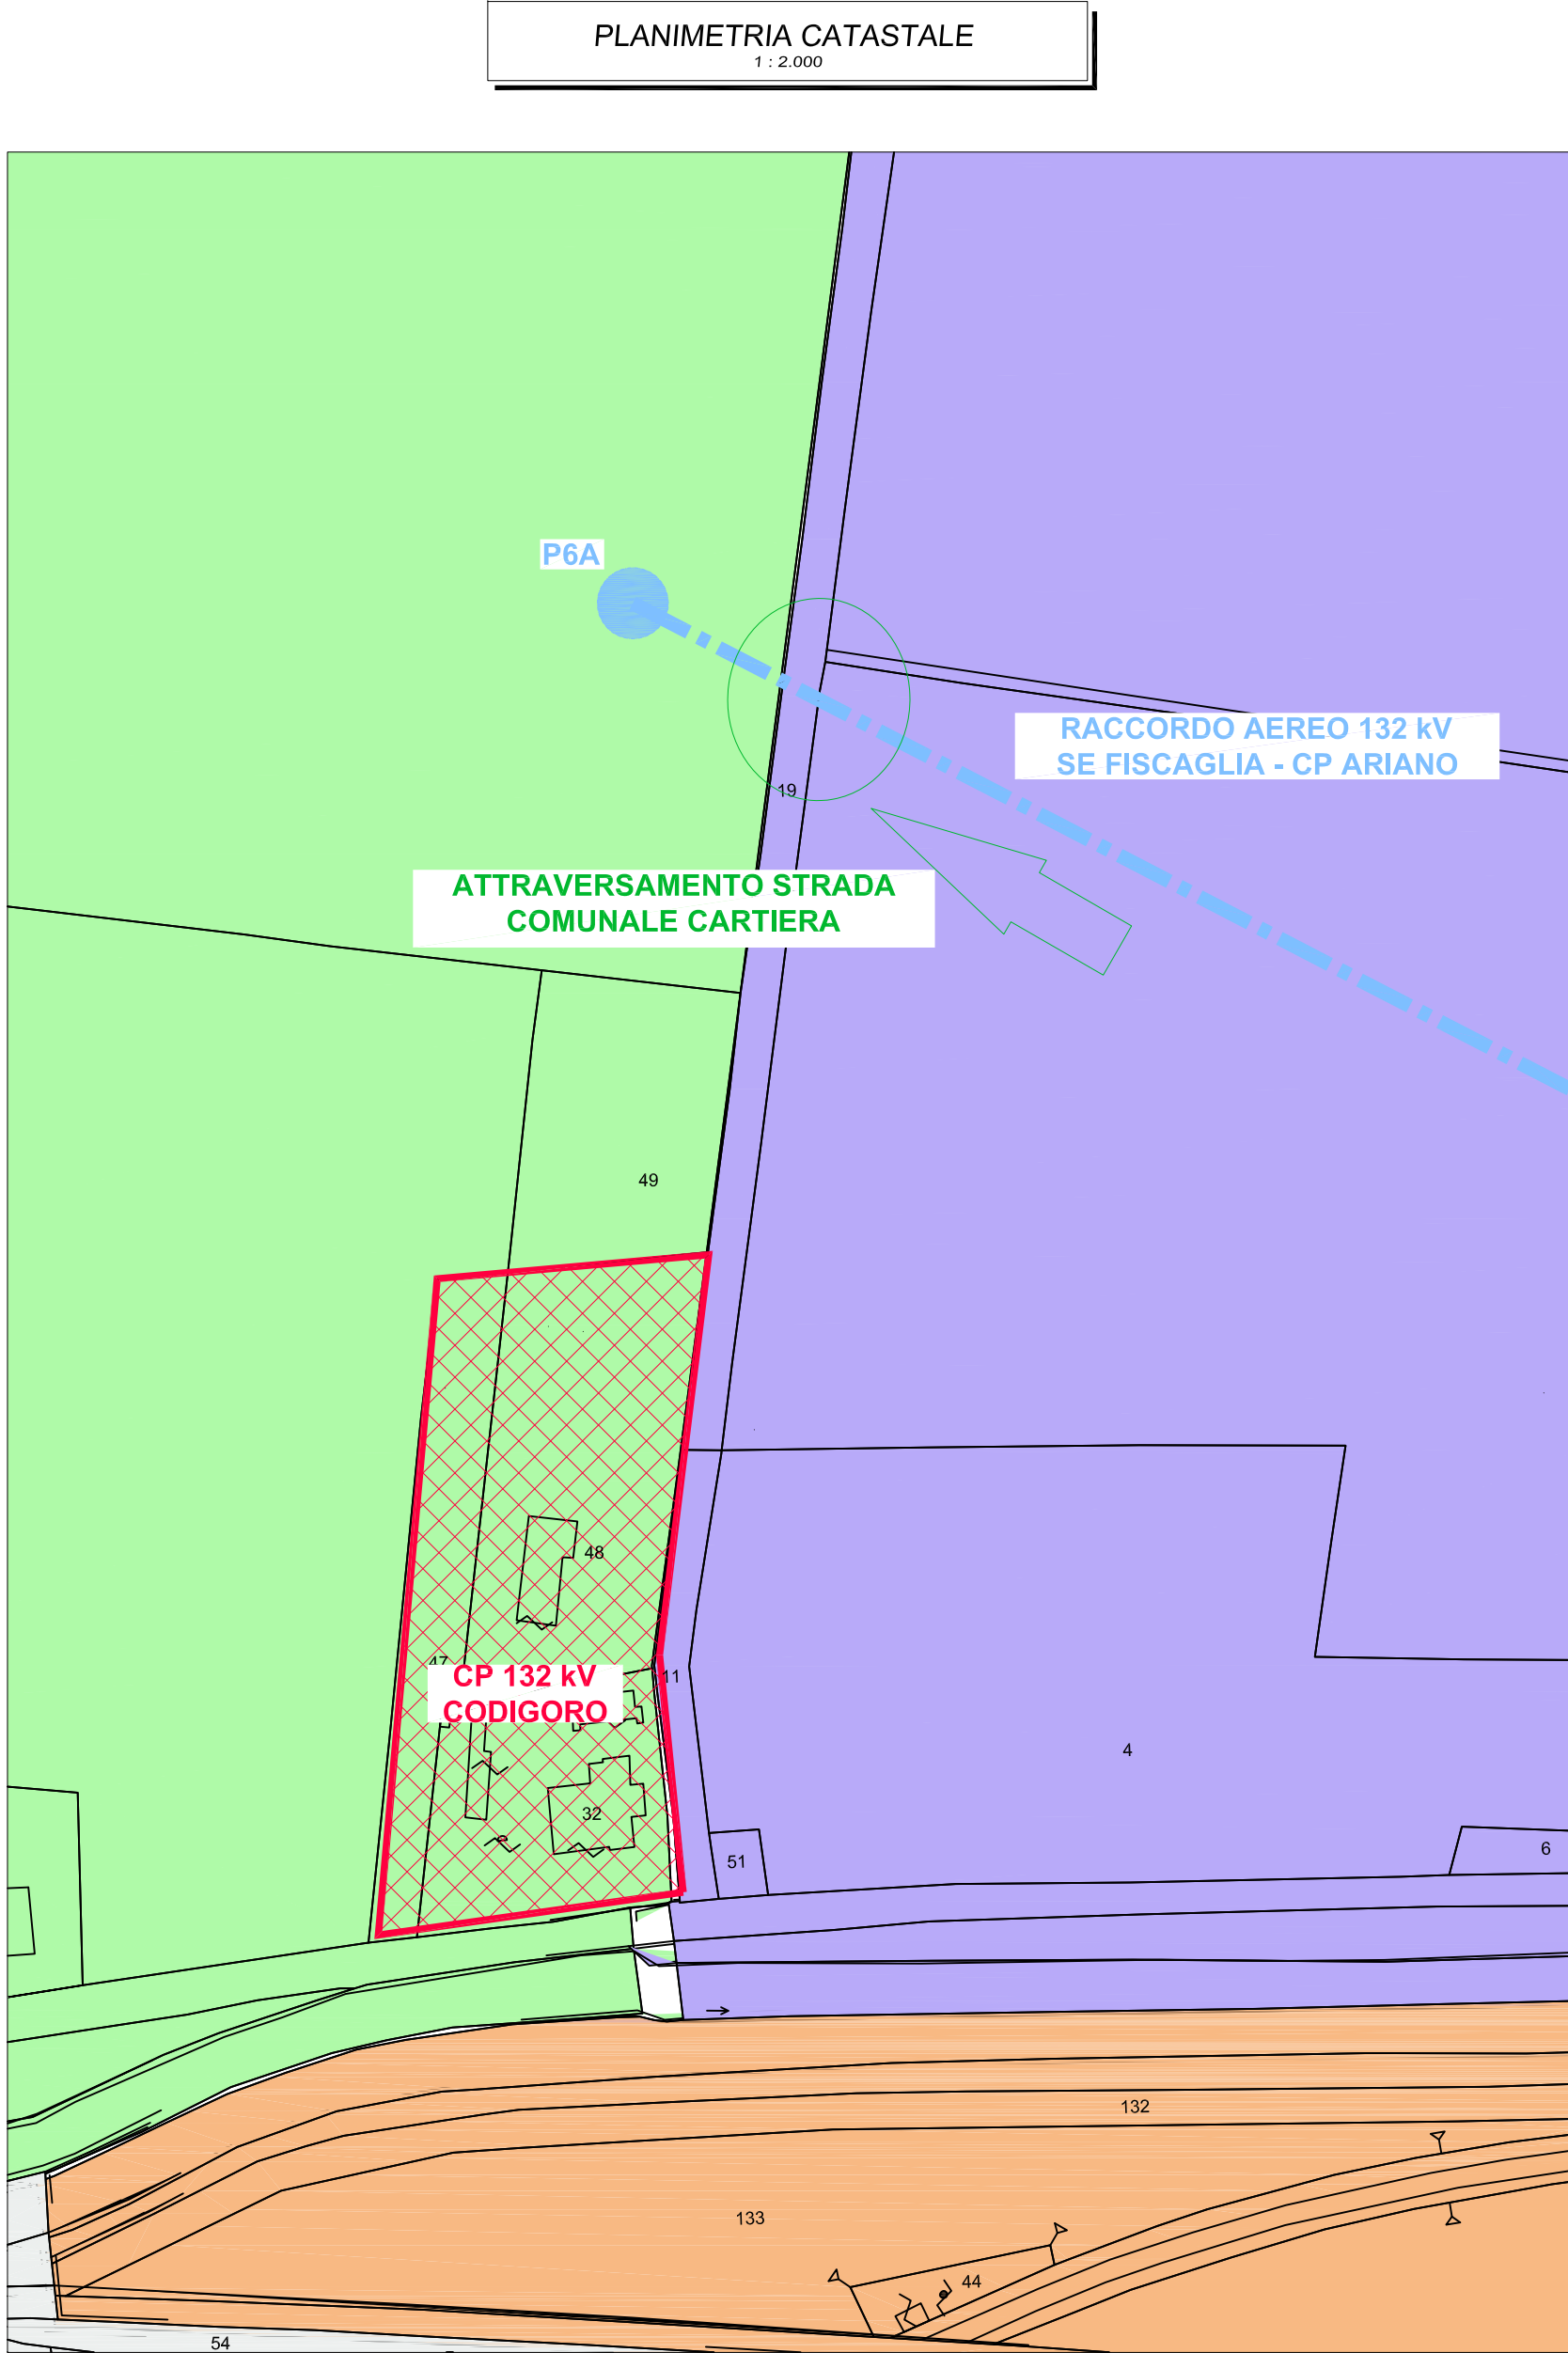 PLANIMETRIA CATASTALE
1 : 2.000
P6A
RACCORDO AEREO 132 kV
SE FISCAGLIA - CP ARIANO
19
ATTRAVERSAMENTO STRADA
COMUNALE CARTIERA
49
48
47
11
CP 132 kV
CODIGORO
4
32
51
6
132
133
44
54